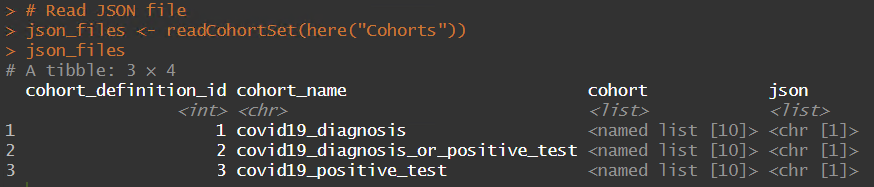 > # Read JSON file
> json_files <- readCohortSet(here("Cohorts"))
> json_files
# A tibble: 3 × 4
  cohort_definition_id cohort_name                        cohort            json
                 <int> <chr>                              <list>            <list>
1                    1 covid19_diagnosis                  <named list [10]> <chr [1]>
2                    2 covid19_diagnosis_or_positive_test <named list [10]> <chr [1]>
3                    3 covid19_positive_test              <named list [10]> <chr [1]>